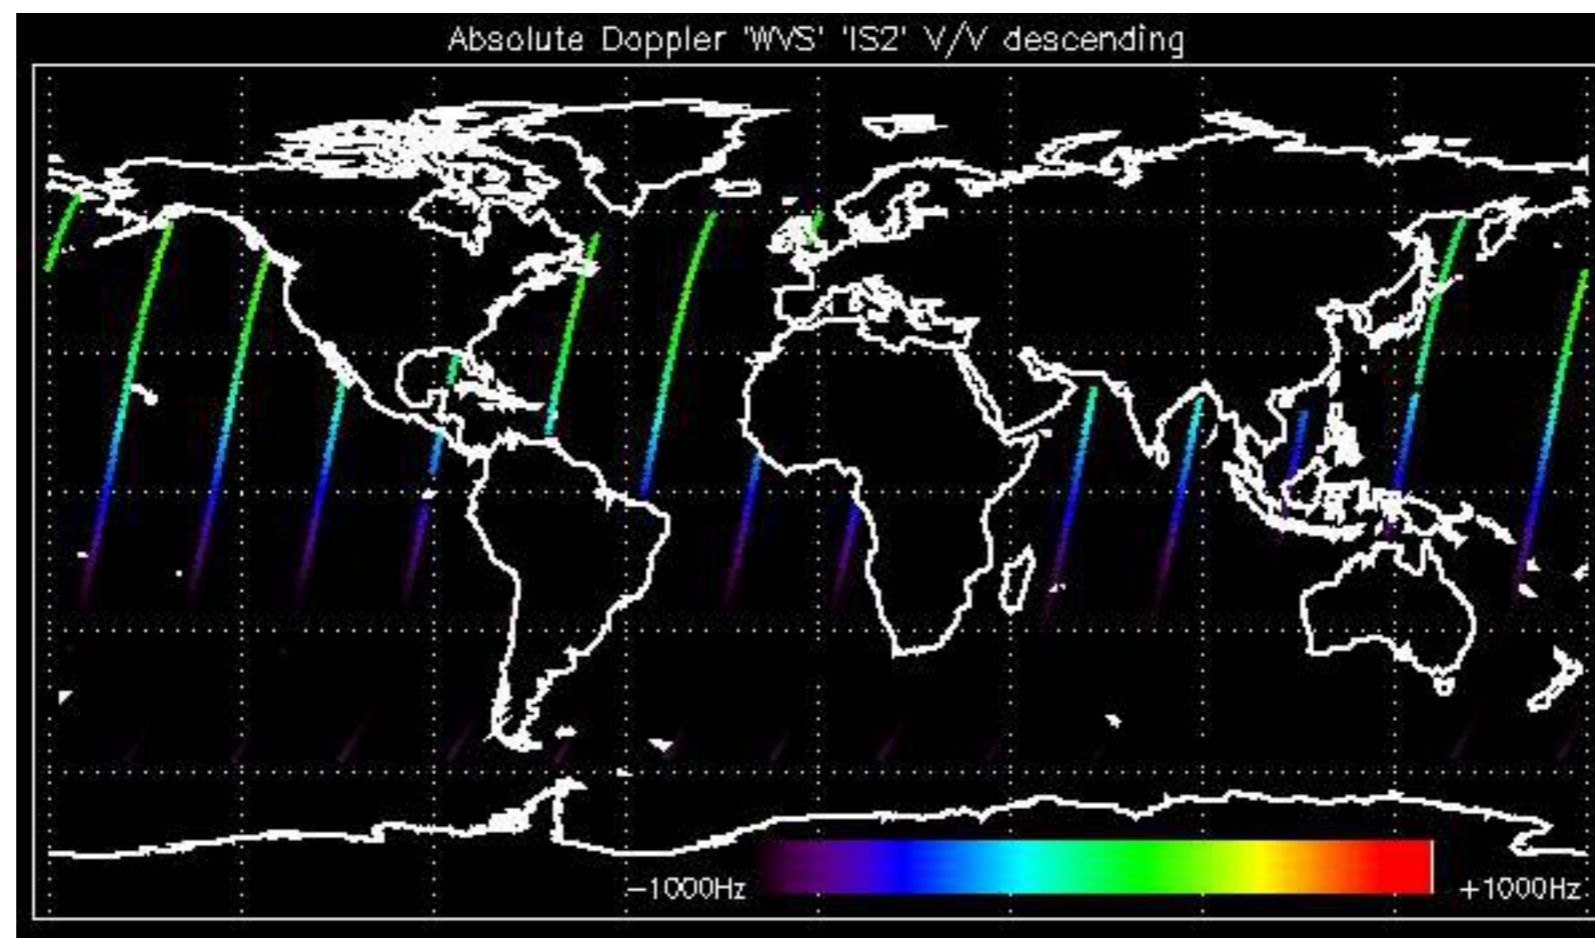 Absolute Doppler 'WVS' 'IS2' V/V descending
−1000Hz
+1000Hz